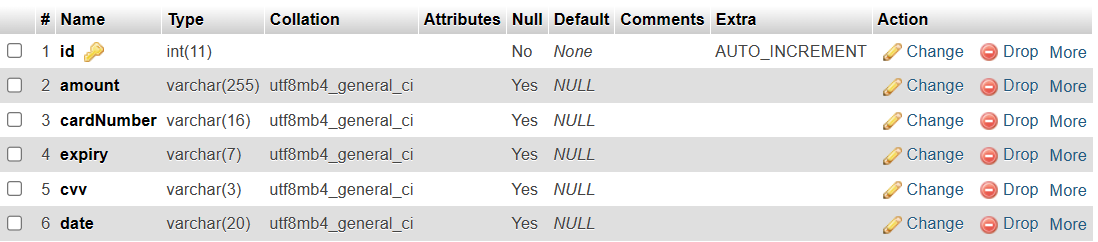 # Name Type Collation Attributes Null Default Comments Extra Action
1 id int(11) No None AUTO_INCREMENT Change Drop More
2 amount varchar(255) utf8mb4_general_ci Yes NULL Change Drop More
3 cardNumber varchar(16) utf8mb4_general_ci Yes NULL Change Drop More
4 expiry varchar(7) utf8mb4_general_ci Yes NULL Change Drop More
5 cvv varchar(3) utf8mb4_general_ci Yes NULL Change Drop More
6 date varchar(20) utf8mb4_general_ci Yes NULL Change Drop More